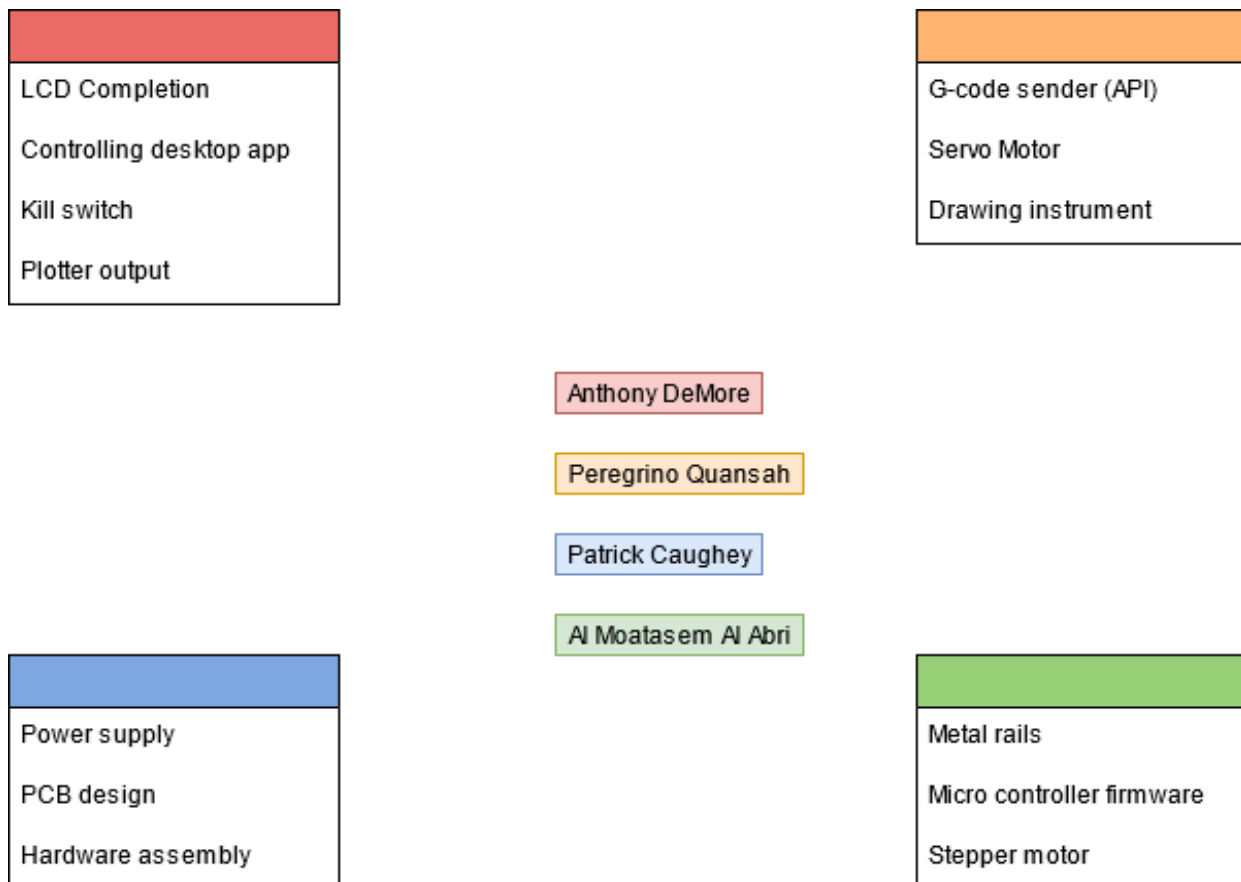 LCD Completion
Controlling desktop app
Kill switch
Plotter output
G-code sender (API)
Servo Motor
Drawing instrument
Anthony DeMore
Peregrino Quansah
Patrick Caughey
Al Moatasem Al Abri
Power supply
PCB design
Hardware assembly
Metal rails
Micro controller firmware
Stepper motor